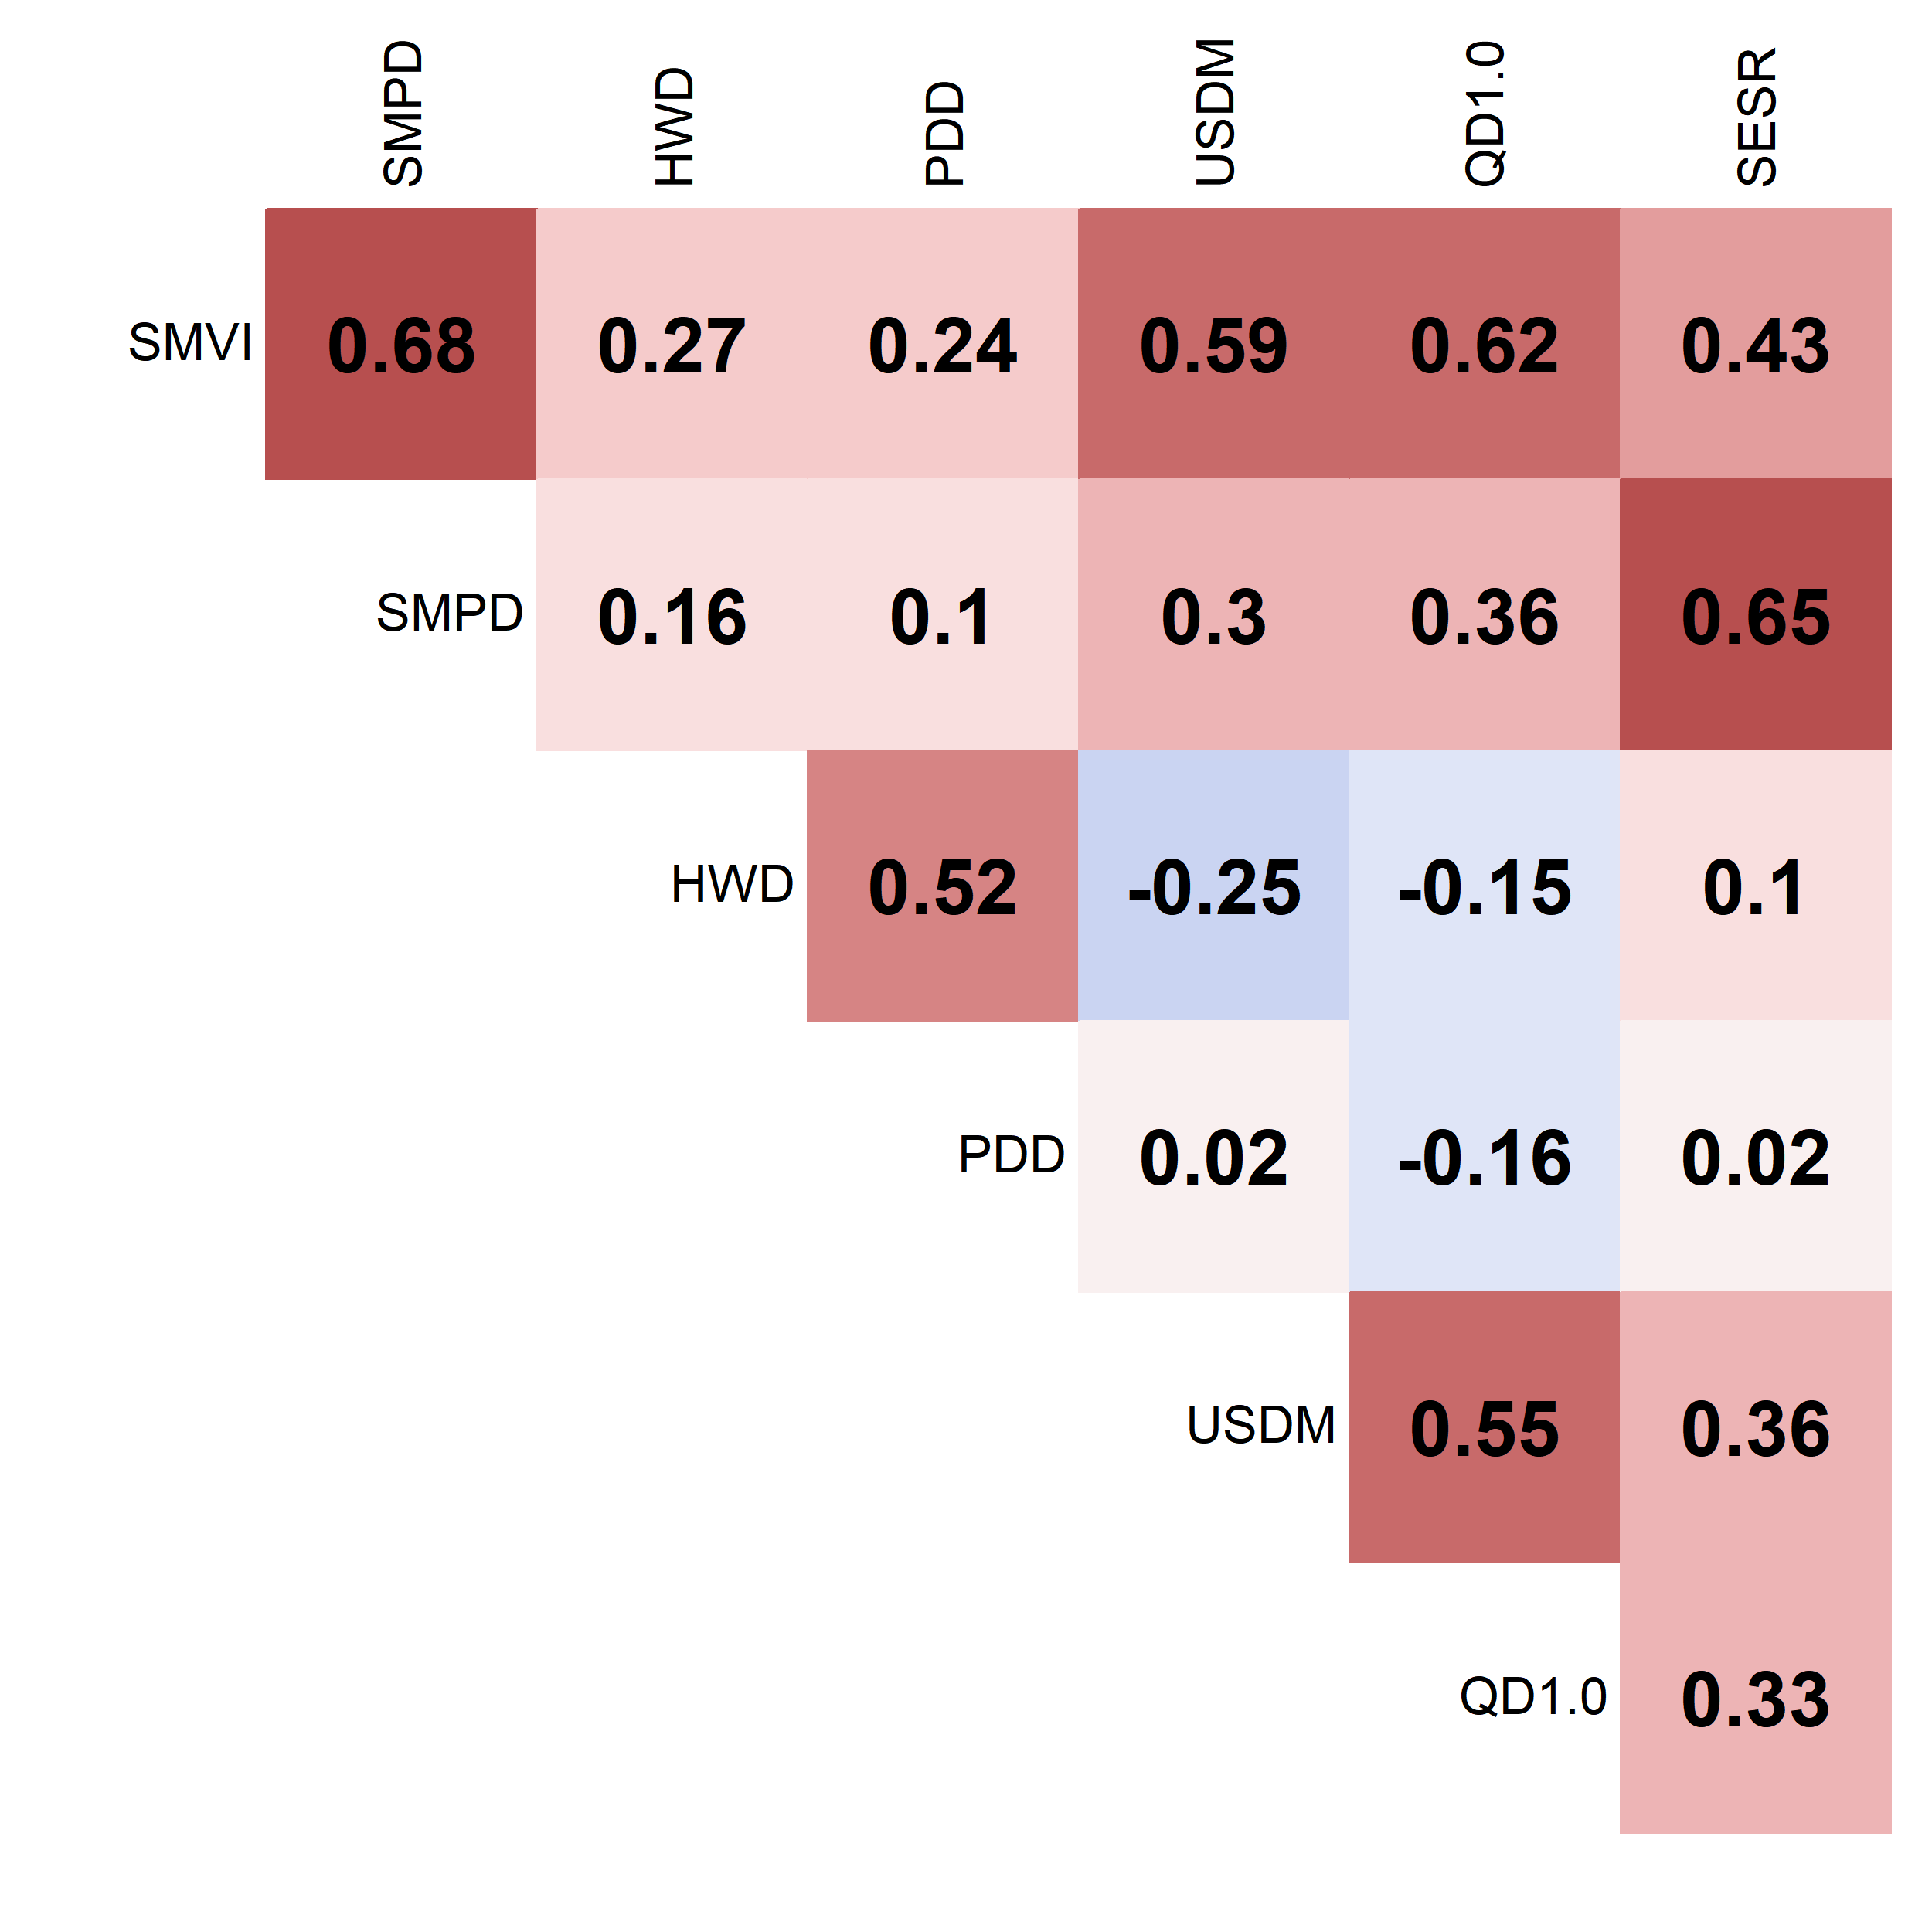 SMPD HWD PDD USDM QD1.0 SESR
SMVI 0.68 0.27 0.24 0.59 0.62 0.43
SMPD 0.16 0.1 0.3 0.36 0.65
HWD 0.52 -0.25 -0.15 0.1
PDD 0.02 -0.16 0.02
USDM 0.55 0.36
QD1.0 0.33